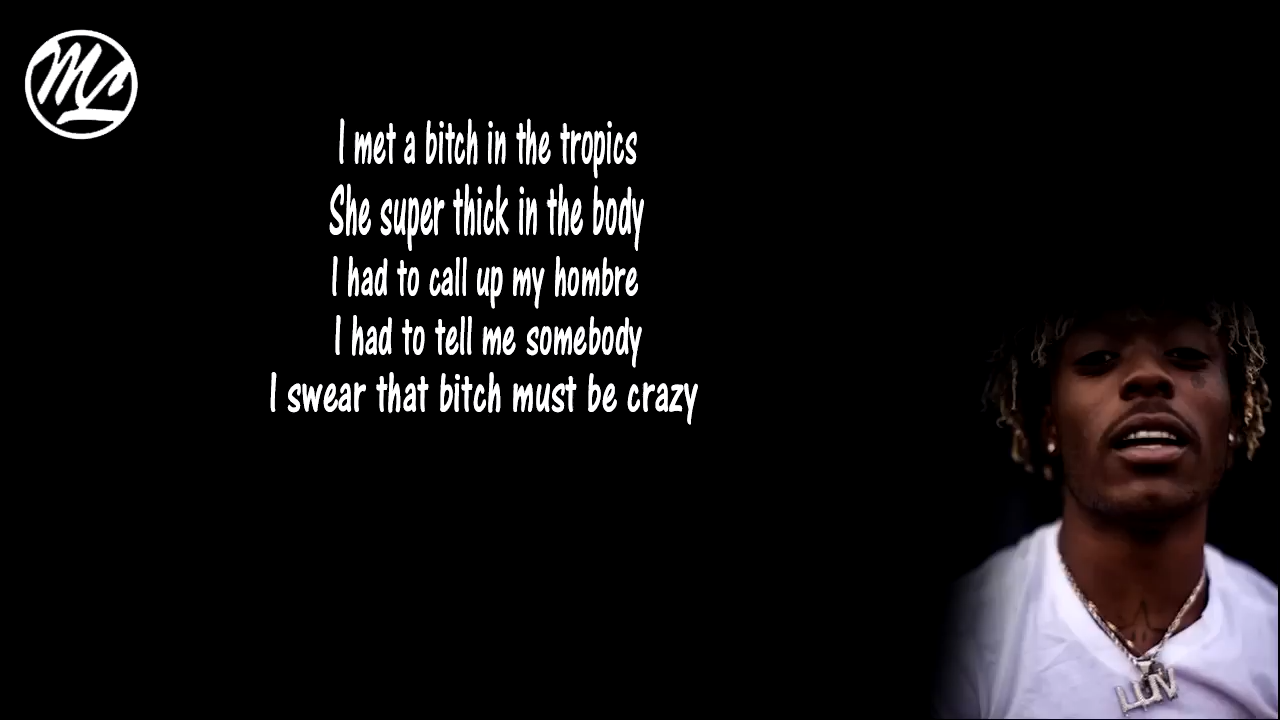 I met a bitch in the tropics
She super thick in the body
I had to call up my hombre
I had to tell me somebody
I swear that bitch must be crazy
LUV